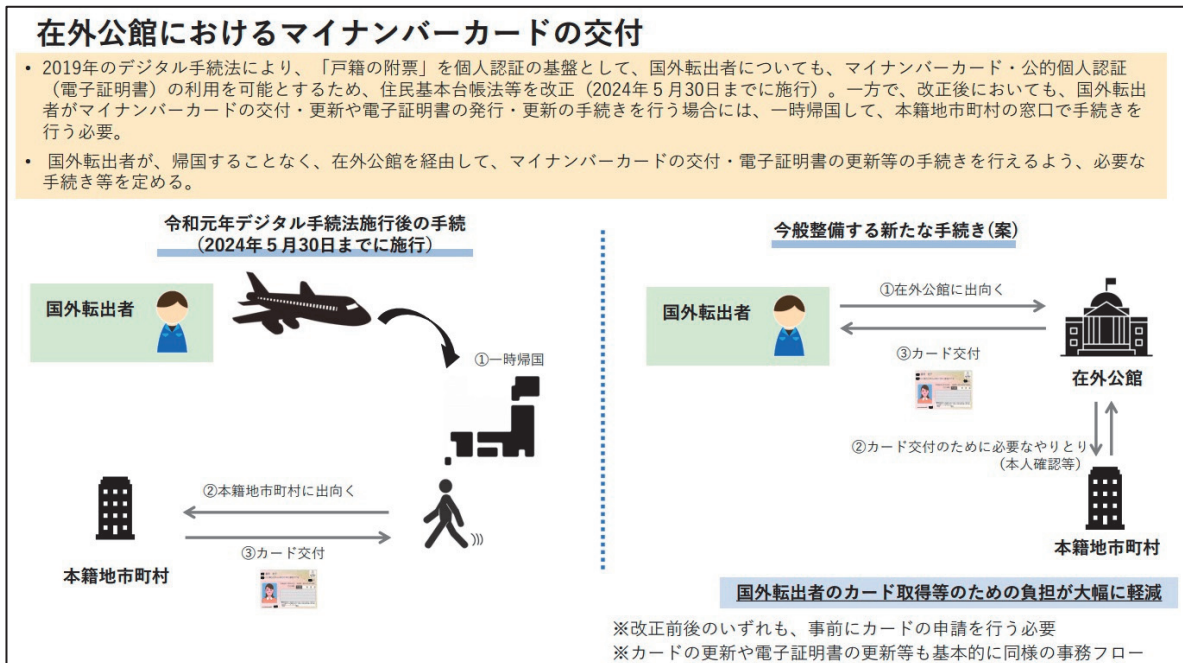 在外公館におけるマイナンバーカードの交付
• 2019年のデジタル手続法により、「戸籍の附票」を個人認証の基盤として、国外転出者についても、マイナンバーカード・公的個人認証
（電子証明書）の利用を可能とするため、住民基本台帳法等を改正（2024年５月30日までに施行）。一方で、改正後においても、国外転出
者がマイナンバーカードの交付・更新や電子証明書の発行・更新の手続きを行う場合には、一時帰国して、本籍地市町村の窓口で手続きを
行う必要。
• 国外転出者が、帰国することなく、在外公館を経由して、マイナンバーカードの交付・電子証明書の更新等の手続きを行えるよう、必要な
手続き等を定める。
令和元年デジタル手続法施行後の手続
（2024年５月30日までに施行）
国外転出者
①一時帰国
②本籍地市町村に出向く
③カード交付
本籍地市町村
今般整備する新たな手続き(案)
国外転出者
①在外公館に出向く
③カード交付
在外公館
②カード交付のために必要なやりとり
（本人確認等）
本籍地市町村
国外転出者のカード取得等のための負担が大幅に軽減
※改正前後のいずれも、事前にカードの申請を行う必要
※カードの更新や電子証明書の更新等も基本的に同様の事務フロー